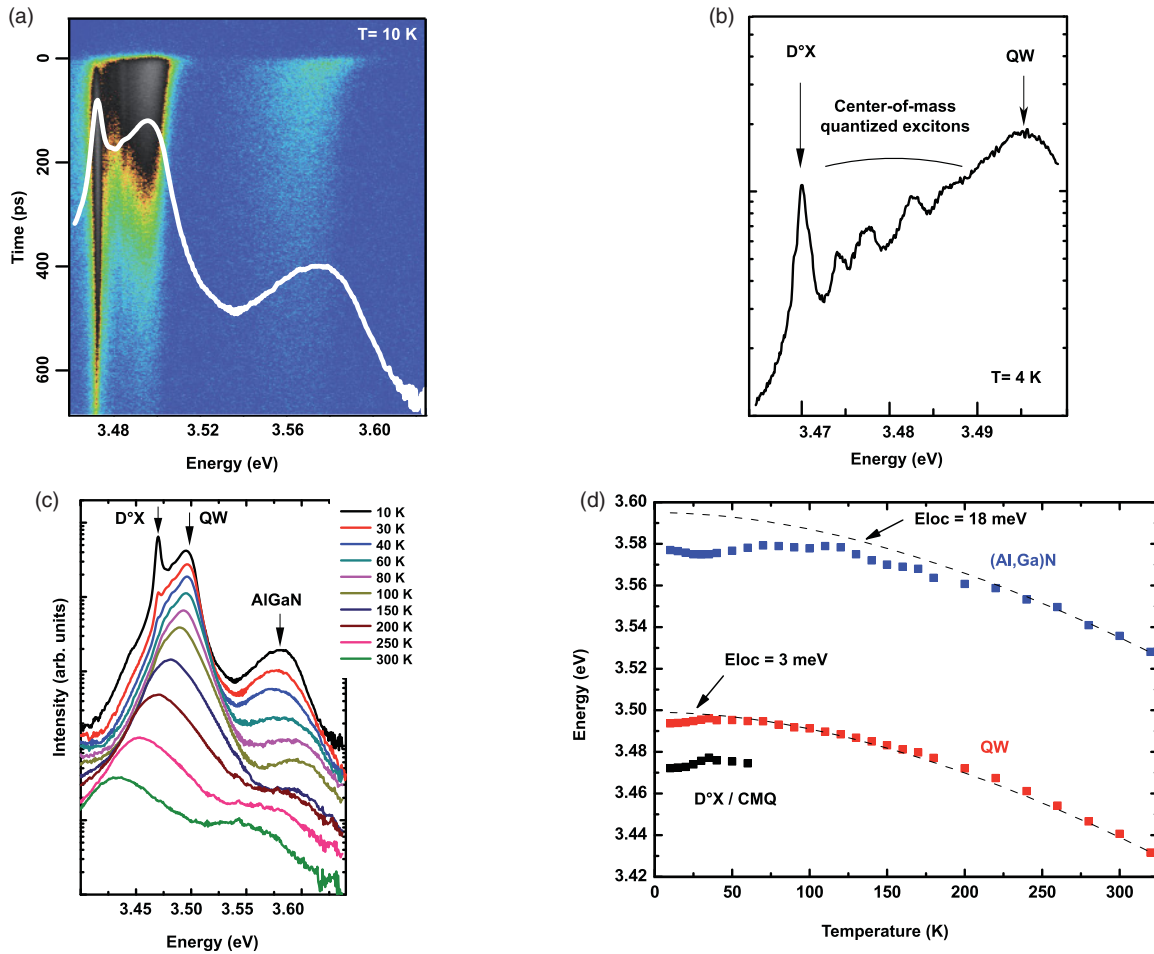 (a)
T= 10 K
0
200
400
600
Time (ps)
3.48 3.52 3.56 3.60
Energy (eV)
(b)
D°X
QW
Center-of-mass
quantized excitons
T= 4 K
3.47 3.48 3.49
Energy (eV)
(c)
D°X QW
AlGaN
10 K
30 K
40 K
60 K
80 K
100 K
150 K
200 K
250 K
300 K
Intensity (arb. units)
3.45 3.50 3.55 3.60
Energy (eV)
(d)
3.60
3.58
3.56
3.54
3.52
3.50
3.48
3.46
3.44
3.42
Energy (eV)
Eloc = 18 meV
(Al,Ga)N
Eloc = 3 meV
QW
D°X / CMQ
0 50 100 150 200 250 300
Temperature (K)